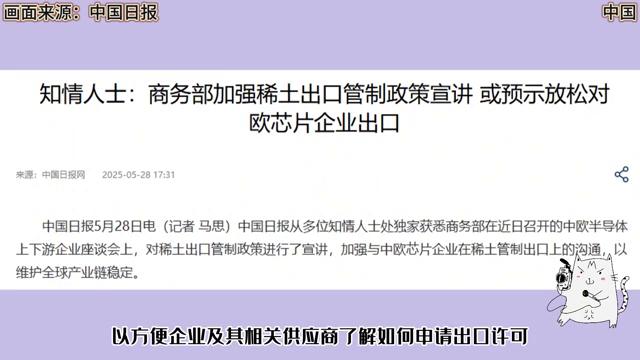 画面来源：中国日报
中国
知情人士：商务部加强稀土出口管制政策宣讲 或预示放松对
欧芯片企业出口
来源：中国日报网 2025-05-28 17:31
中国日报5月28日电（记者 马思）中国日报从多位知情人士处独家获悉商务部在近日召开的中欧半导体
上下游企业座谈会上，对稀土出口管制政策进行了宣讲，加强与中欧芯片企业在稀土管制出口上的沟通，以
维护全球产业链稳定。
以方便企业及其相关供应商了解如何申请出口许可